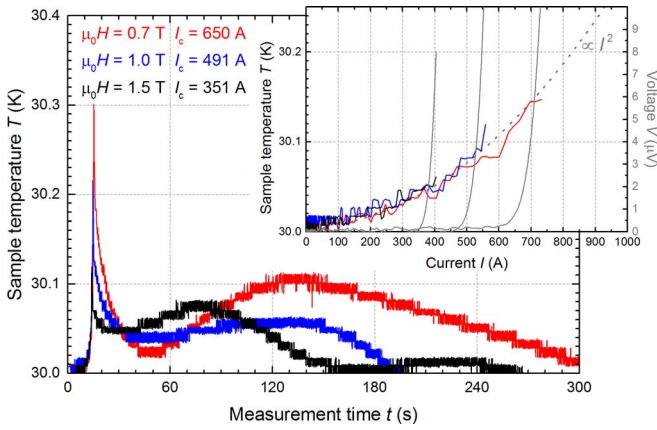 μ₀H = 0.7 T I_c = 650 A
μ₀H = 1.0 T I_c = 491 A
μ₀H = 1.5 T I_c = 351 A
30.4
30.3
30.2
30.1
30.0
Sample temperature T (K)
0
60
120
180
240
300
Measurement time t (s)
30.2
30.1
30.0
Sample temperature T (K)
∝ I²
9
8
7
6
5
4
3
2
1
0
Voltage V (μV)
0 100 200 300 400 500 600 700 800 900 1000
Current I (A)